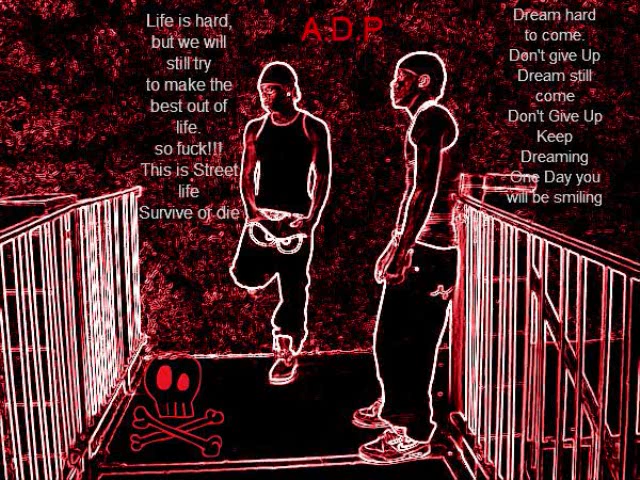 A.D.P
Life is hard,
but we will
still try
to make the
best out of
life.
so fuck!!!
This is Street
life
Survive or die
Dream hard
to come.
Don't give Up
Dream still
come
Don't Give Up
Keep
Dreaming
One Day you
will be smiling